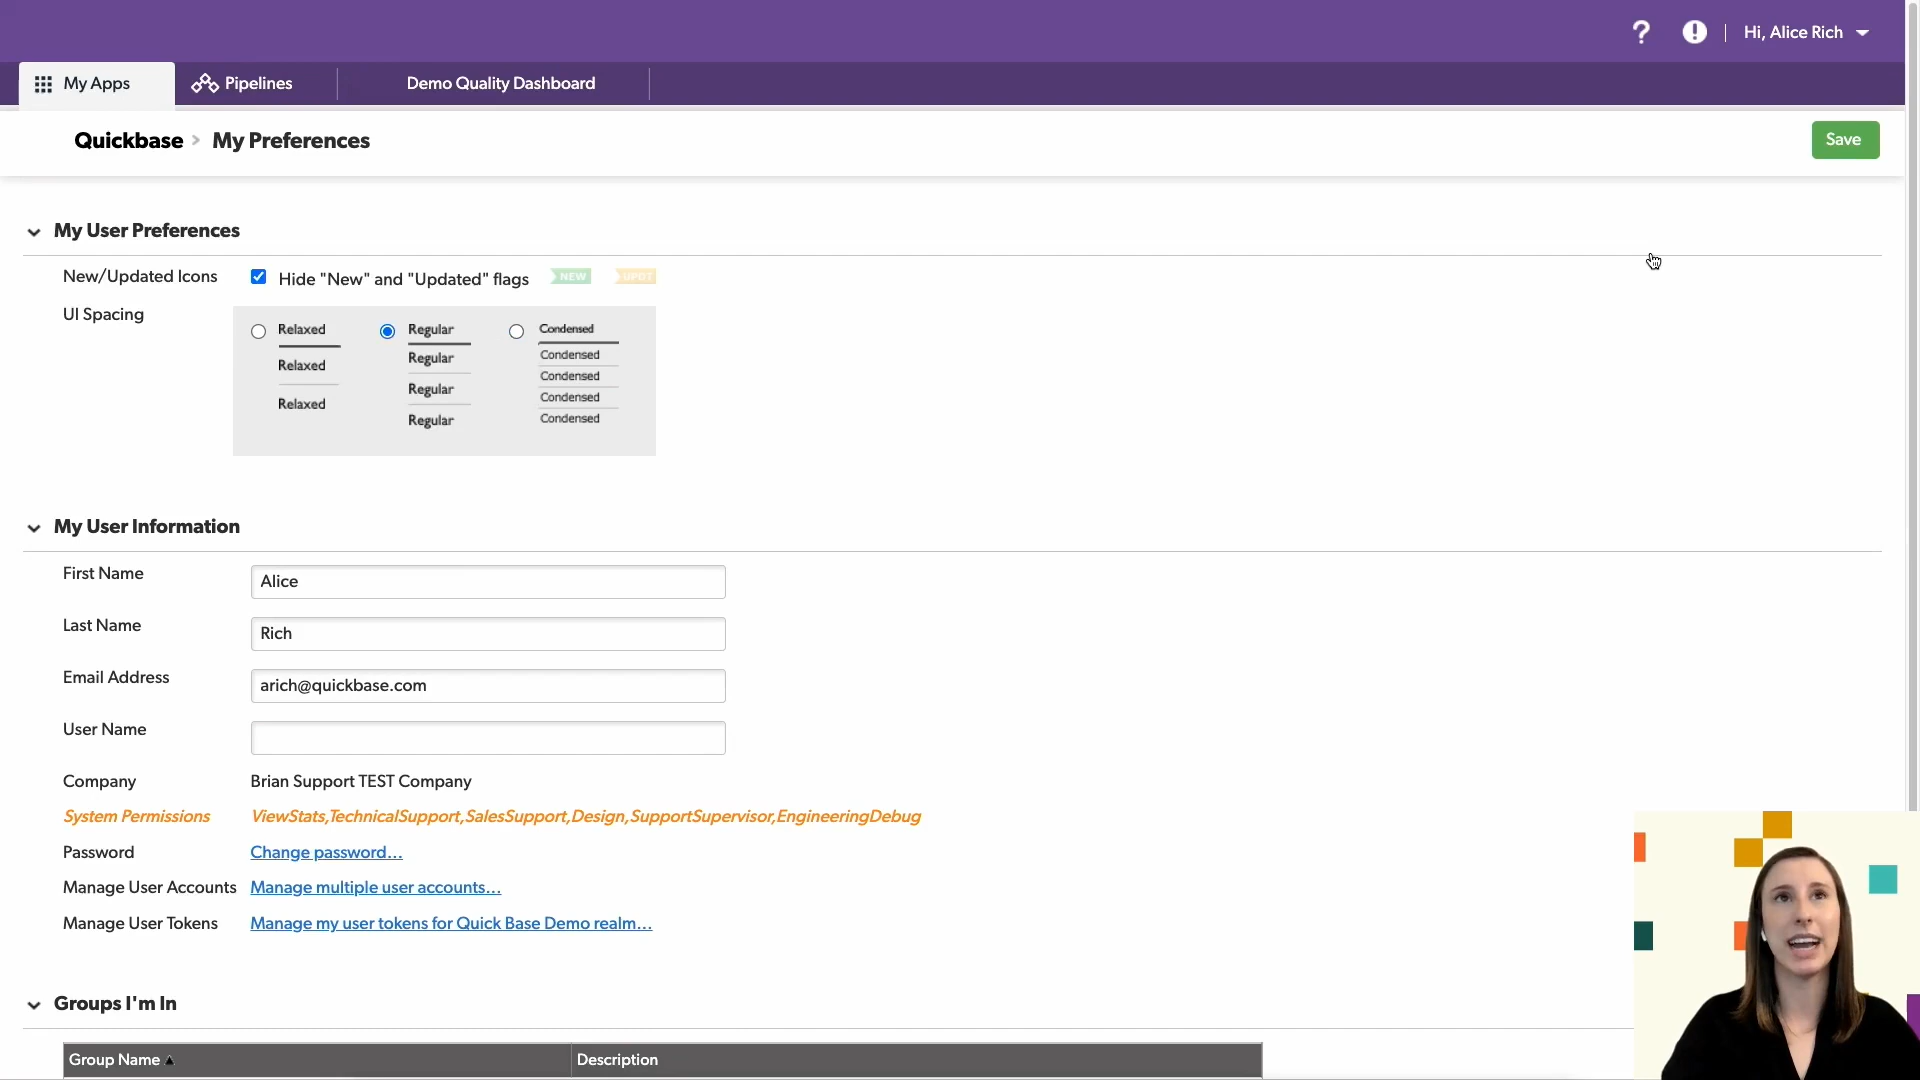 ? ! Hi, Alice Rich
My Apps Pipelines Demo Quality Dashboard
Quickbase > My Preferences Save
My User Preferences
New/Updated Icons Hide "New" and "Updated" flags NEW UPDT
UI Spacing
Relaxed Regular Condensed
Relaxed Regular Condensed
Relaxed Regular Condensed
Regular Condensed
Condensed
My User Information
First Name Alice
Last Name Rich
Email Address arich@quickbase.com
User Name
Company Brian Support TEST Company
System Permissions ViewStats,TechnicalSupport,SalesSupport,Design,SupportSupervisor,EngineeringDebug
Password Change password...
Manage User Accounts Manage multiple user accounts...
Manage User Tokens Manage my user tokens for Quick Base Demo realm...
Groups I'm In
Group Name Description